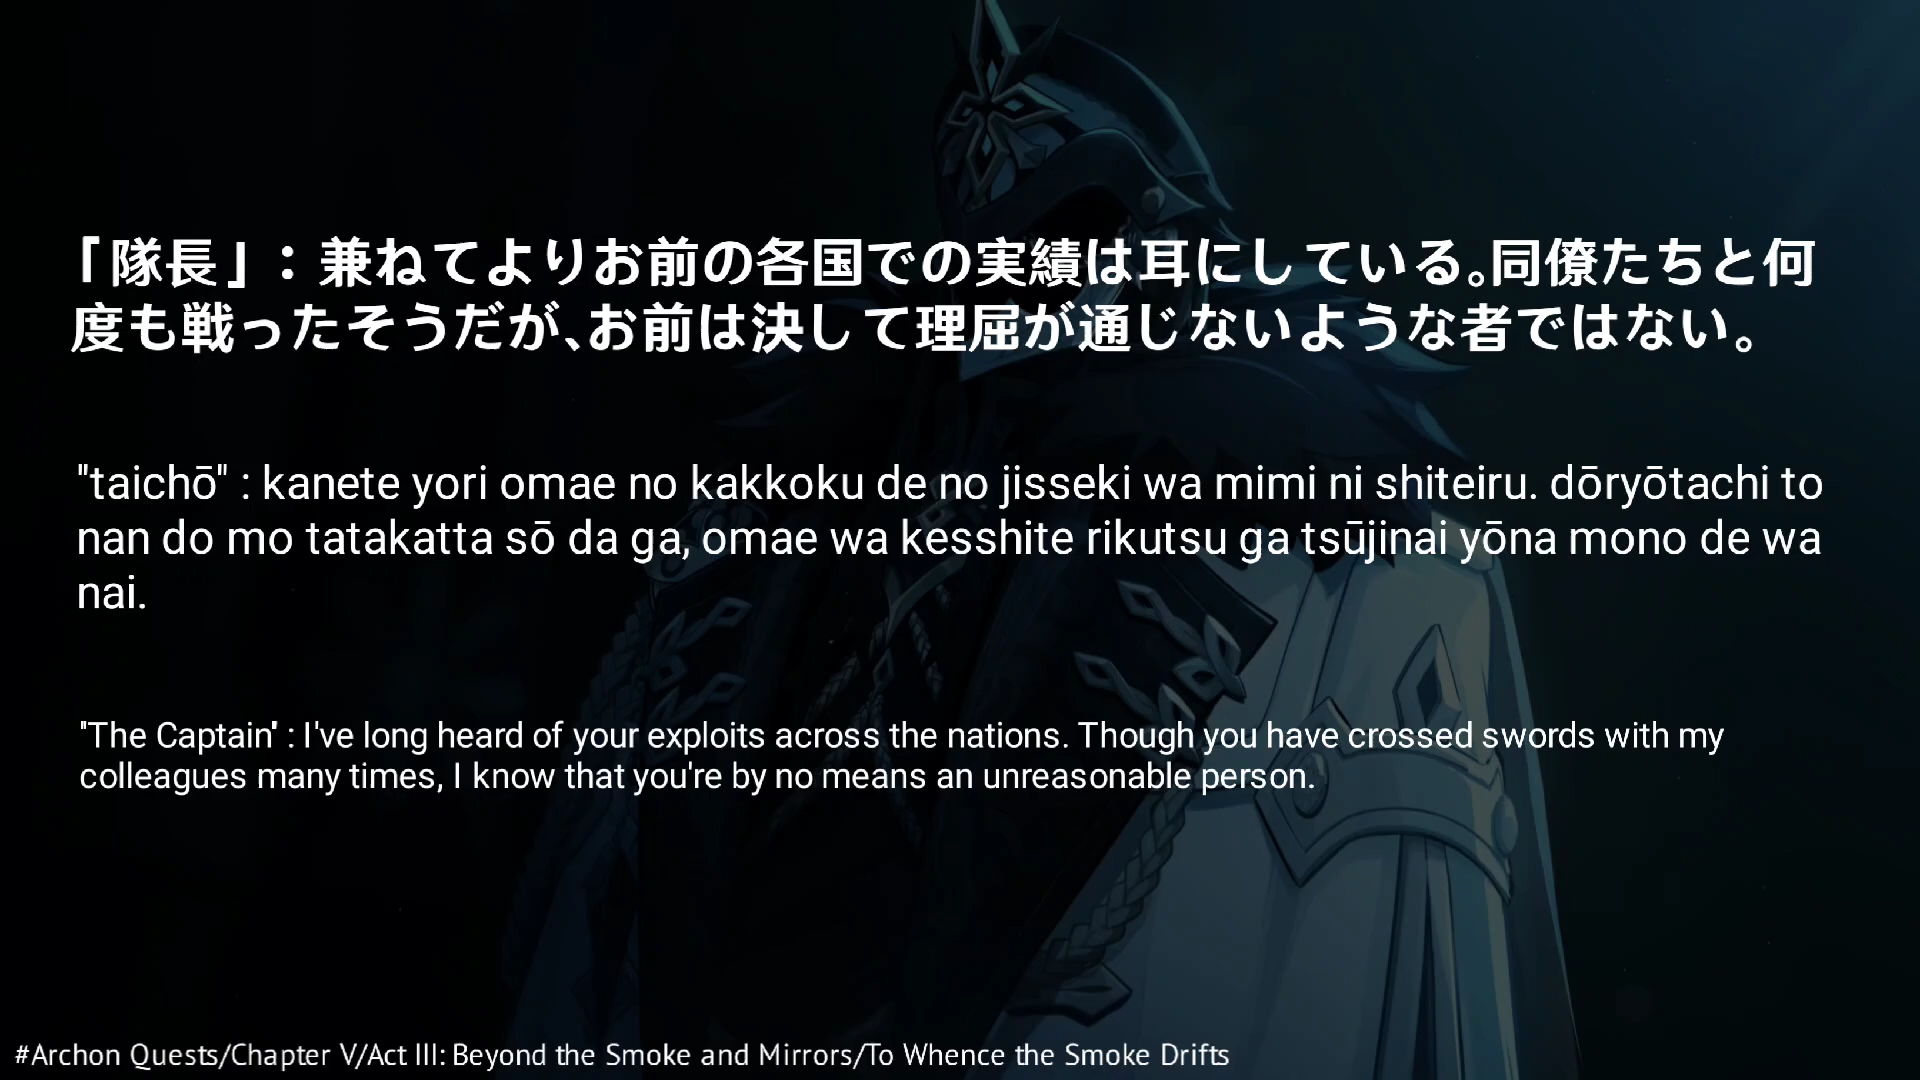 「隊長」：兼ねてよりお前の各国での実績は耳にしている。同僚たちと何
度も戦ったそうだが、お前は決して理屈が通じないような者ではない。
"taichō" : kanete yori omae no kakkoku de no jisseki wa mimi ni shiteiru. dōryōtachi to
nan do mo tatakatta sō da ga, omae wa kesshite rikutsu ga tsūjinai yōna mono de wa
nai.
"The Captain" : I've long heard of your exploits across the nations. Though you have crossed swords with my
colleagues many times, I know that you're by no means an unreasonable person.
#Archon Quests/Chapter V/Act III: Beyond the Smoke and Mirrors/To Whence the Smoke Drifts